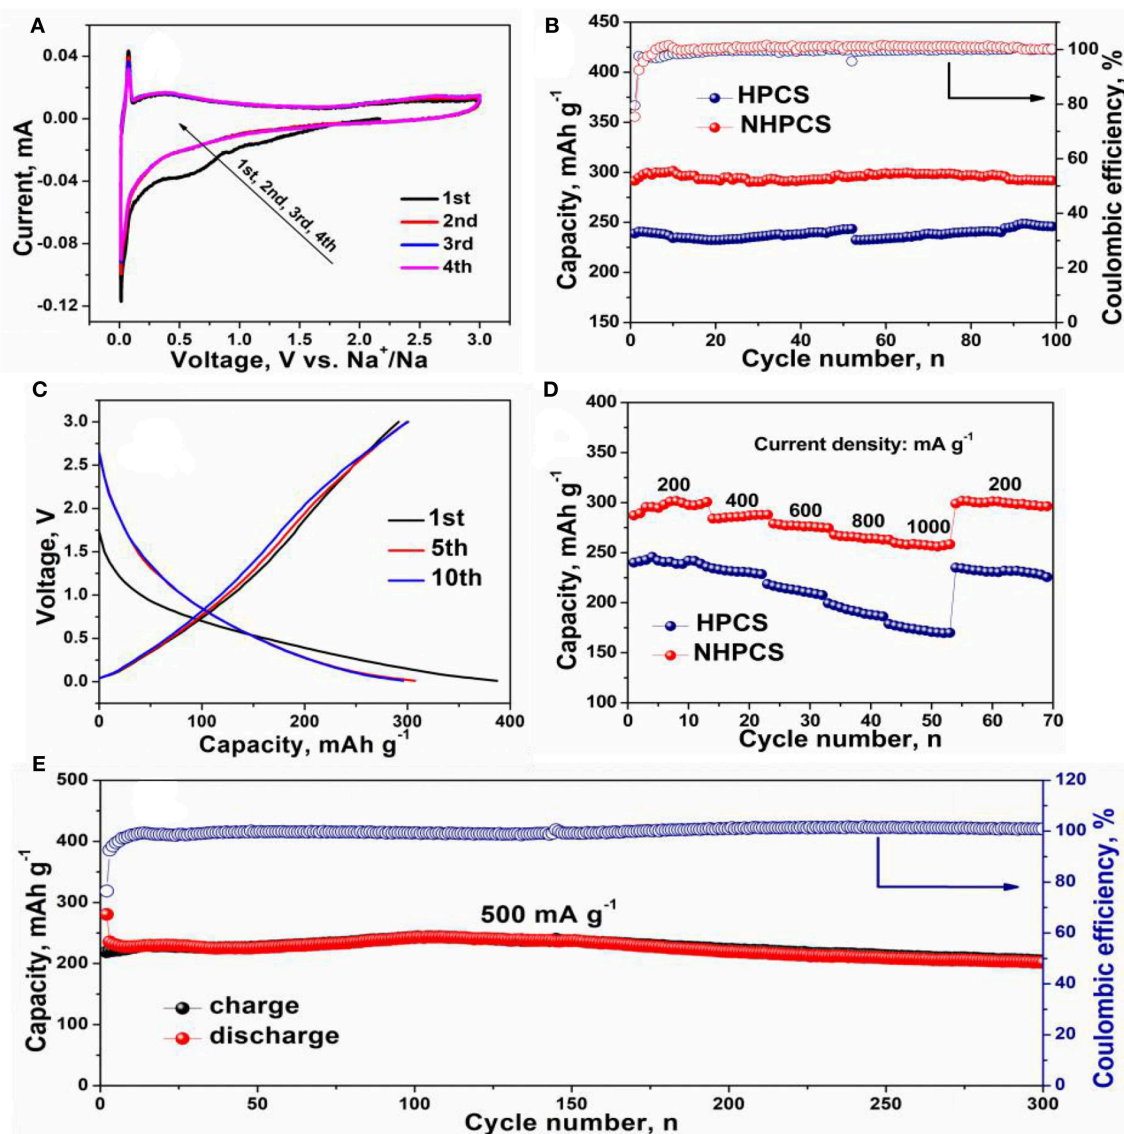 A
0.04
0.00
-0.04
-0.08
-0.12
Current, mA
1st, 2nd, 3rd, 4th
1st
2nd
3rd
4th
0.0 0.5 1.0 1.5 2.0 2.5 3.0
Voltage, V vs. Na+/Na
B
450
400
350
300
250
200
150
Capacity, mAh g-1
HPCS
NHPCS
100
80
60
40
20
0
Coulombic efficiency, %
20 40 60 80 100
Cycle number, n
C
3.0
2.5
2.0
1.5
1.0
0.5
0.0
Voltage, V
1st
5th
10th
0 100 200 300 400
Capacity, mAh g-1
D
400
350
300
250
200
150
100
Capacity, mAh g-1
Current density: mA g-1
200 400 600 800 1000 200
HPCS
NHPCS
0 10 20 30 40 50 60 70
Cycle number, n
E
500
400
300
200
100
0
Capacity, mAh g-1
500 mA g-1
charge
discharge
120
100
80
60
40
20
0
Coulombic efficiency, %
0 50 100 150 200 250 300
Cycle number, n